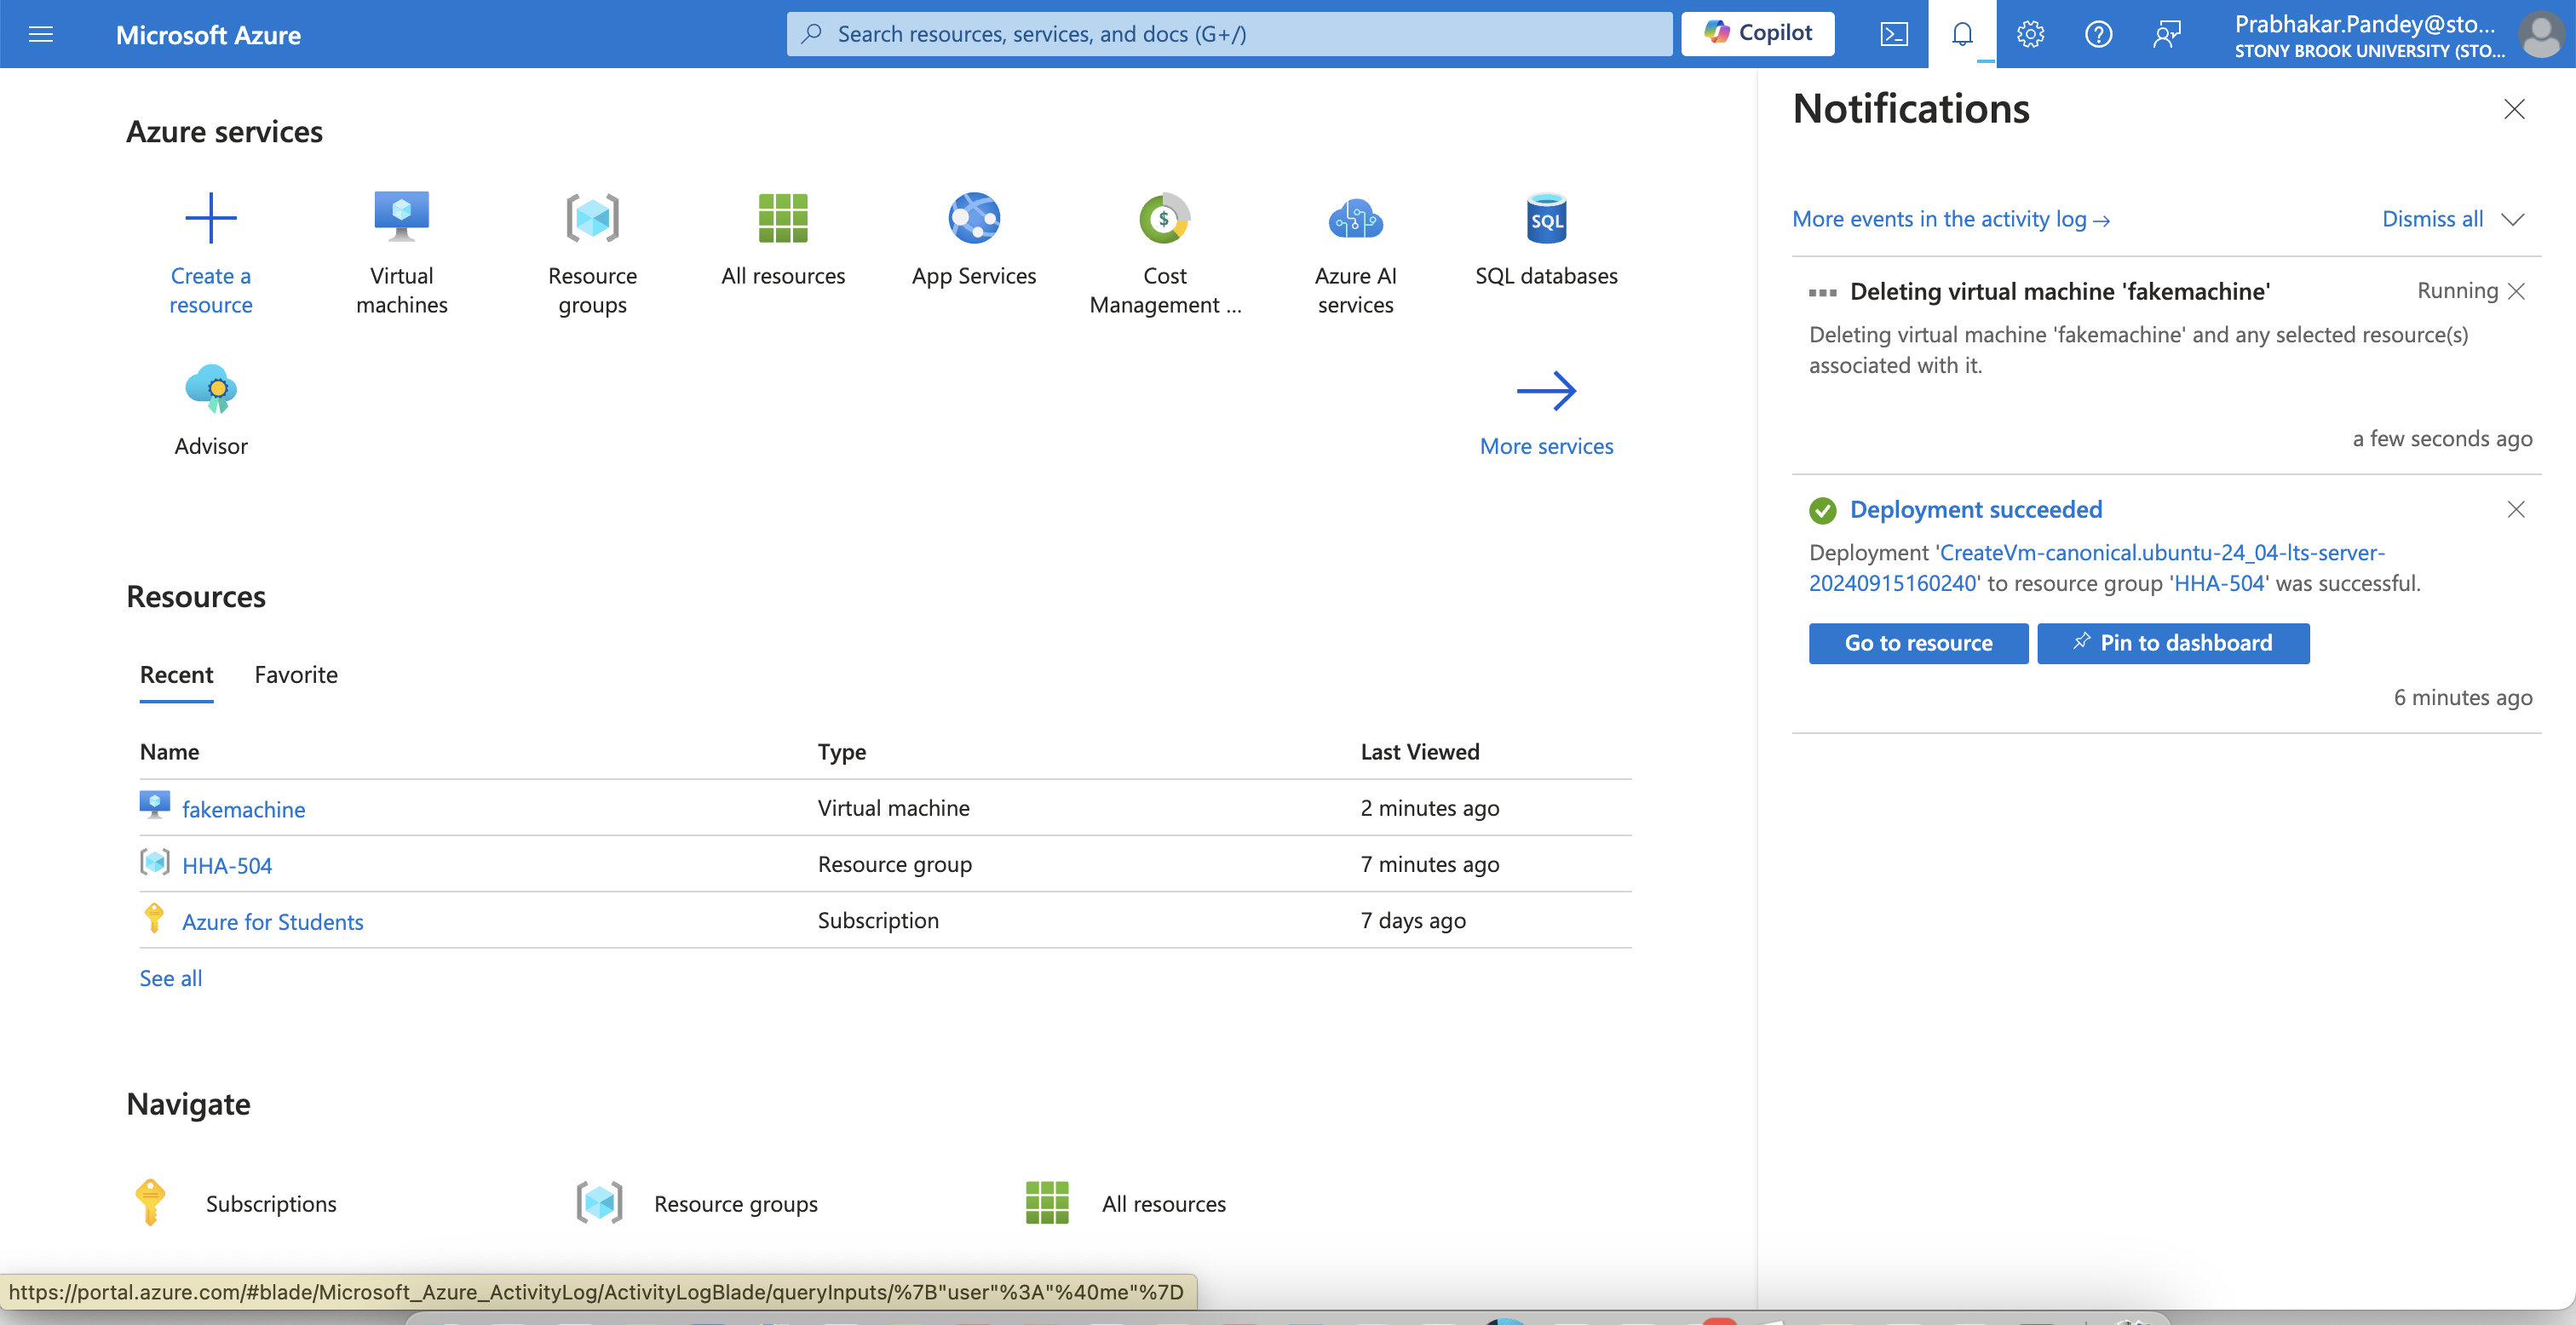 Microsoft Azure
Search resources, services, and docs (G+/)
Copilot
Prabhakar.Pandey@sto...
STONY BROOK UNIVERSITY (STO...
Azure services
Create a
resource
Virtual
machines
Resource
groups
All resources
App Services
Cost
Management ...
Azure AI
services
SQL
SQL databases
Advisor
More services
Resources
Recent Favorite
Name Type Last Viewed
fakemachine Virtual machine 2 minutes ago
HHA-504 Resource group 7 minutes ago
Azure for Students Subscription 7 days ago
See all
Navigate
Subscriptions Resource groups All resources
https://portal.azure.com/#blade/Microsoft_Azure_ActivityLog/ActivityLogBlade/queryInputs/%7B"user"%3A"%40me"%7D
Notifications
More events in the activity log → Dismiss all
Deleting virtual machine 'fakemachine' Running
Deleting virtual machine 'fakemachine' and any selected resource(s)
associated with it.
a few seconds ago
Deployment succeeded
Deployment 'CreateVm-canonical.ubuntu-24_04-lts-server-
20240915160240' to resource group 'HHA-504' was successful.
Go to resource Pin to dashboard
6 minutes ago